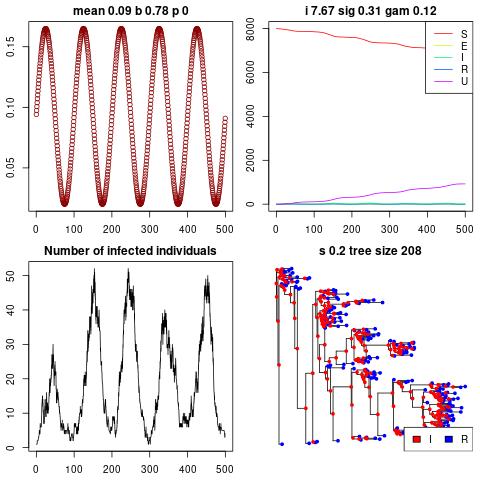 mean 0.09 b 0.78 p 0
0.05 0.10 0.15
0 100 200 300 400 500
i 7.67 sig 0.31 gam 0.12
0 2000 4000 6000 8000
S
E
I
R
U
0 100 200 300 400 500
Number of infected individuals
0 10 20 30 40 50
0 100 200 300 400 500
s 0.2 tree size 208
I R